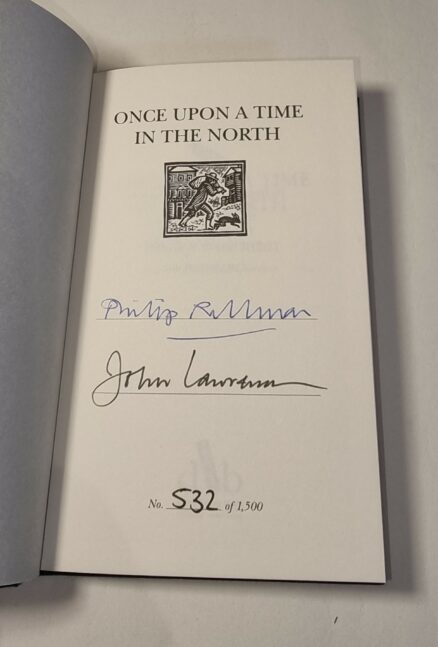 ONCE UPON A TIME
IN THE NORTH
Philip Pullman
John Lawrence
No. 532 of 1,500